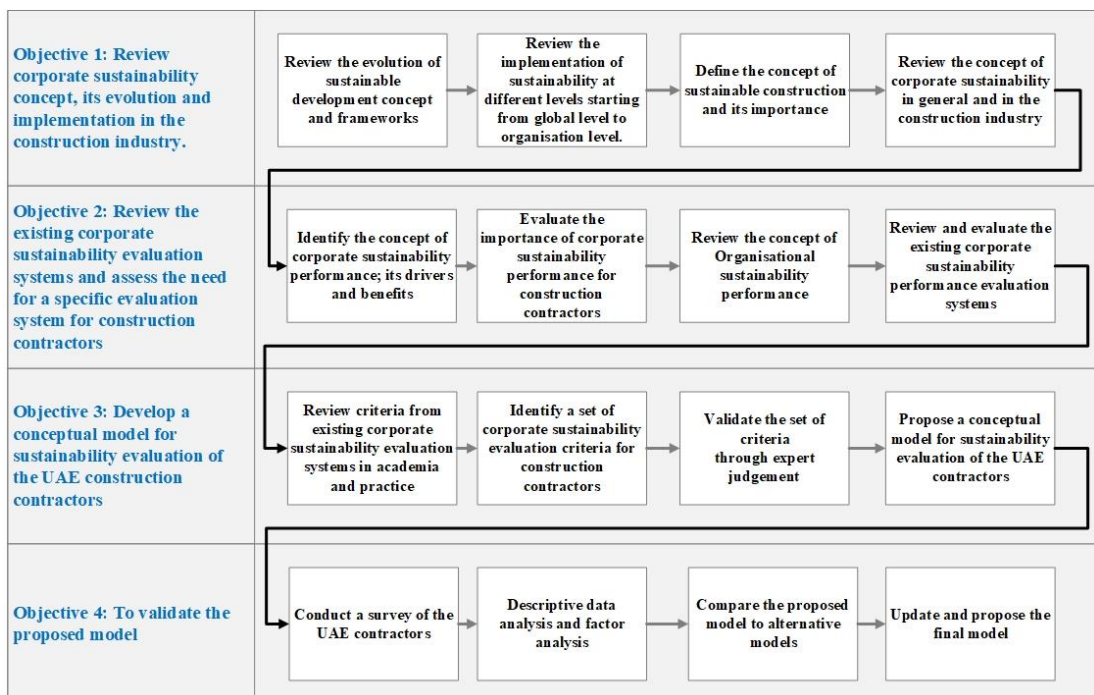 Objective 1: Review
corporate sustainability
concept, its evolution and
implementation in the
construction industry.
Review the evolution of
sustainable
development concept
and frameworks
Review the
implementation of
sustainability at
different levels starting
from global level to
organisation level.
Define the concept of
sustainable construction
and its importance
Review the concept of
corporate sustainability
in general and in the
construction industry
Objective 2: Review the
existing corporate
sustainability evaluation
systems and assess the need
for a specific evaluation
system for construction
contractors
Identify the concept of
corporate sustainability
performance; its drivers
and benefits
Evaluate the
importance of corporate
sustainability
performance for
construction
contractors
Review the concept of
Organisational
sustainability
performance
Review and evaluate the
existing corporate
sustainability
performance evaluation
systems
Objective 3: Develop a
conceptual model for
sustainability evaluation of
the UAE construction
contractors
Review criteria from
existing corporate
sustainability evaluation
systems in academia
and practice
Identify a set of
corporate sustainability
evaluation criteria for
construction
contractors
Validate the set of
criteria
through expert
judgement
Propose a conceptual
model for sustainability
evaluation of the UAE
contractors
Objective 4: To validate the
proposed model
Conduct a survey of the
UAE contractors
Descriptive data
analysis and factor
analysis
Compare the proposed
model to alternative
models
Update and propose the
final model